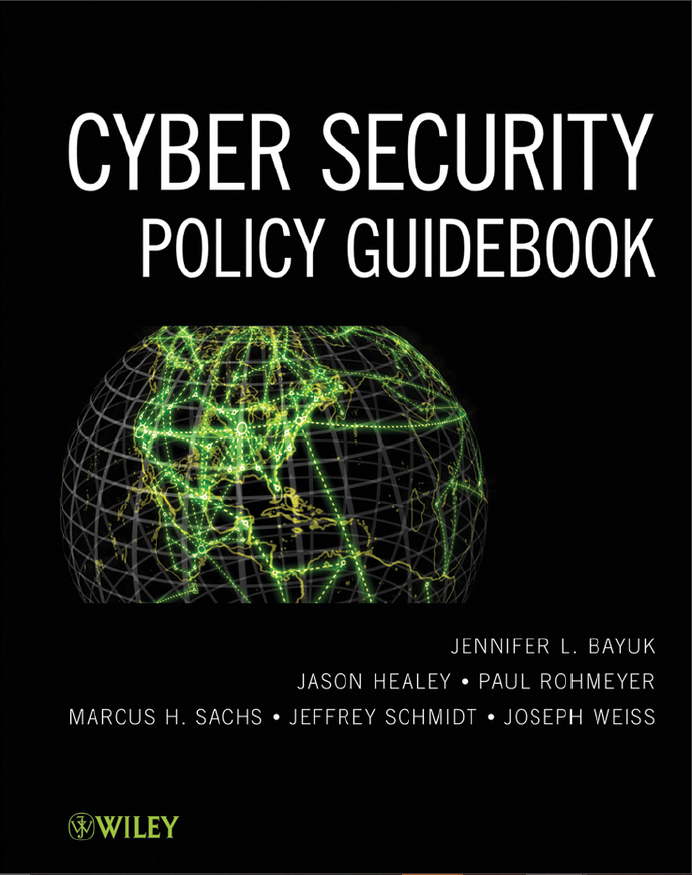 CYBER SECURITY
POLICY GUIDEBOOK
JENNIFER L. BAYUK
JASON HEALEY • PAUL ROHMEYER
MARCUS H. SACHS • JEFFREY SCHMIDT • JOSEPH WEISS
WILEY